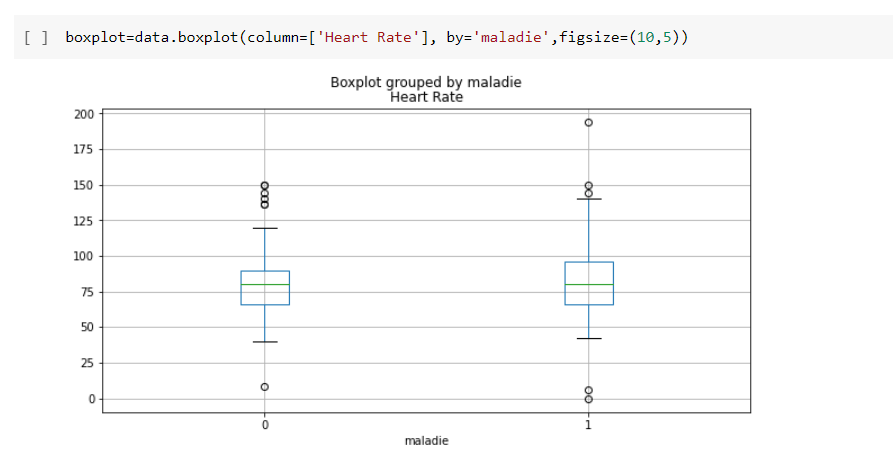 [ ] boxplot=data.boxplot(column=['Heart Rate'], by='maladie',figsize=(10,5))
Boxplot grouped by maladie
Heart Rate
200
175
150
125
100
75
50
25
0
0 1
maladie